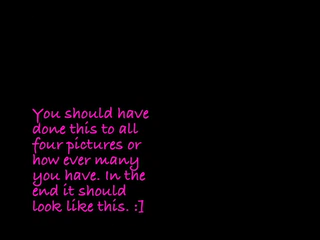 You should have
done this to all
four pictures or
how ever many
you have. In the
end it should
look like this. :]